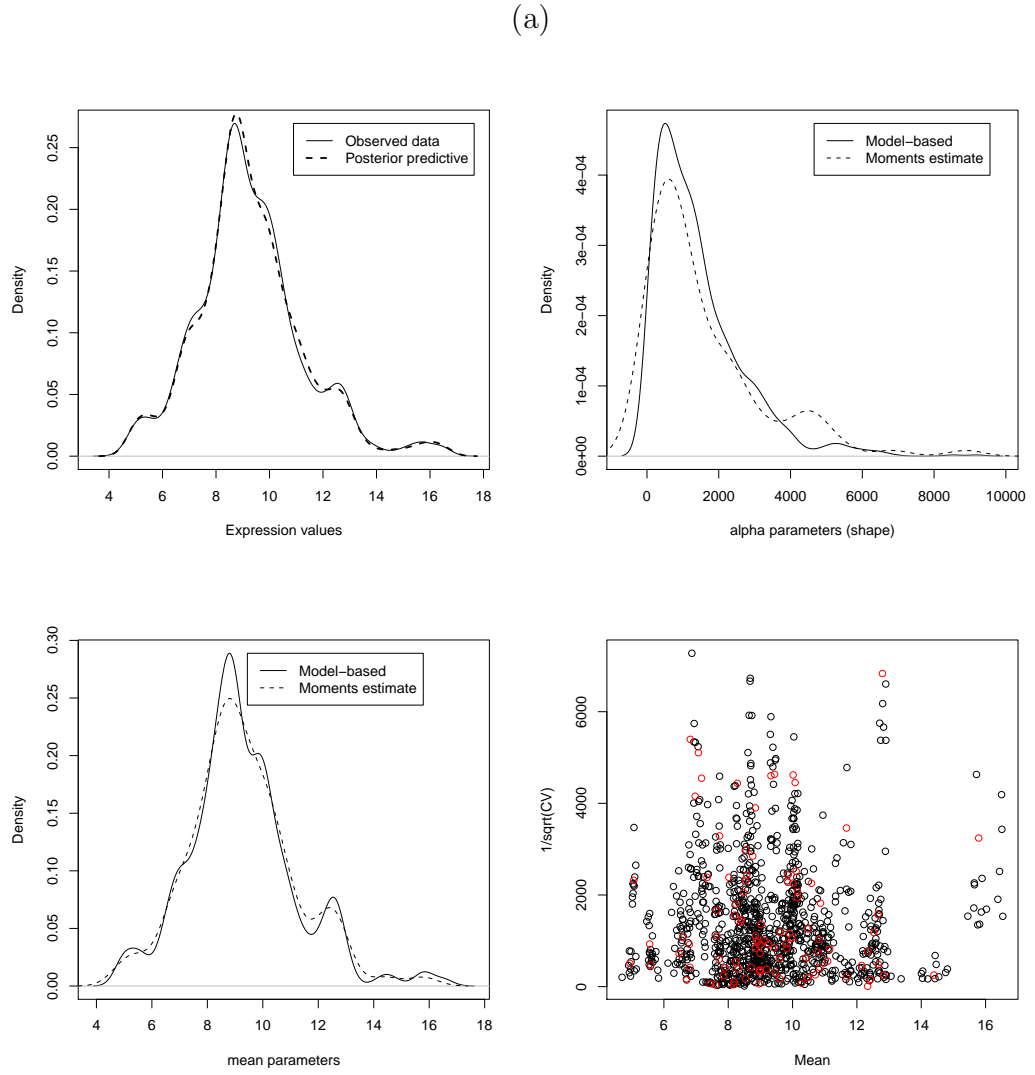 (a)
Observed data
Posterior predictive
Density
0.00 0.05 0.10 0.15 0.20 0.25
4 6 8 10 12 14 16 18
Expression values
Model−based
Moments estimate
Density
0e+00 1e−04 2e−04 3e−04 4e−04
0 2000 4000 6000 8000 10000
alpha parameters (shape)
Model−based
Moments estimate
Density
0.00 0.05 0.10 0.15 0.20 0.25 0.30
4 6 8 10 12 14 16 18
mean parameters
1/sqrt(CV)
0 2000 4000 6000
6 8 10 12 14 16
Mean